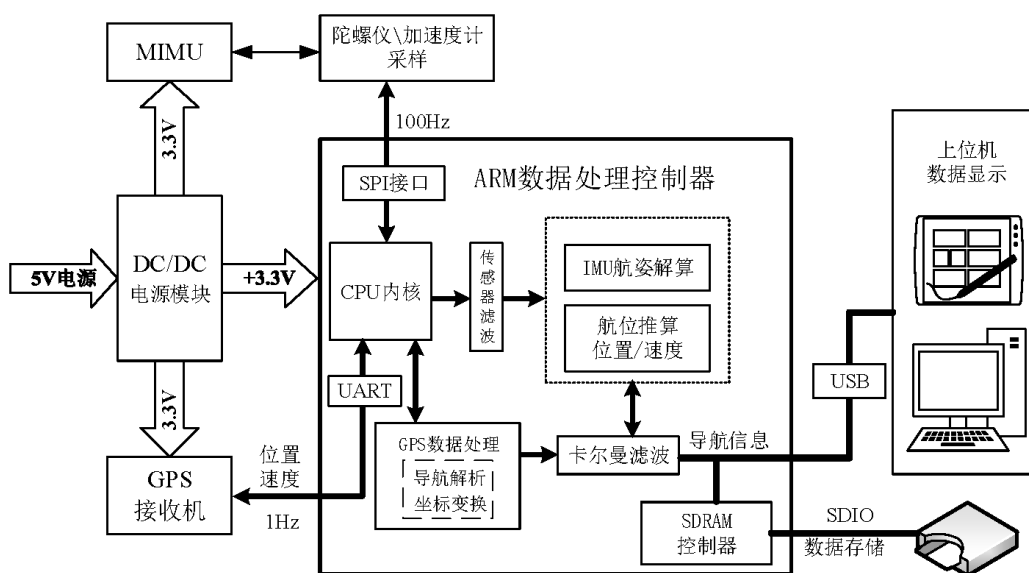 MIMU
陀螺仪\加速度计
采样
3.3V
100Hz
SPI接口
ARM数据处理控制器
上位机
数据显示
5V电源
DC/DC
电源模块
+3.3V
CPU内核
传感器滤波
IMU航姿解算
航位推算
位置/速度
UART
USB
3.3V
GPS
接收机
位置
速度
1Hz
GPS数据处理
导航解析
坐标变换
卡尔曼滤波
导航信息
SDRAM
控制器
SDIO
数据存储